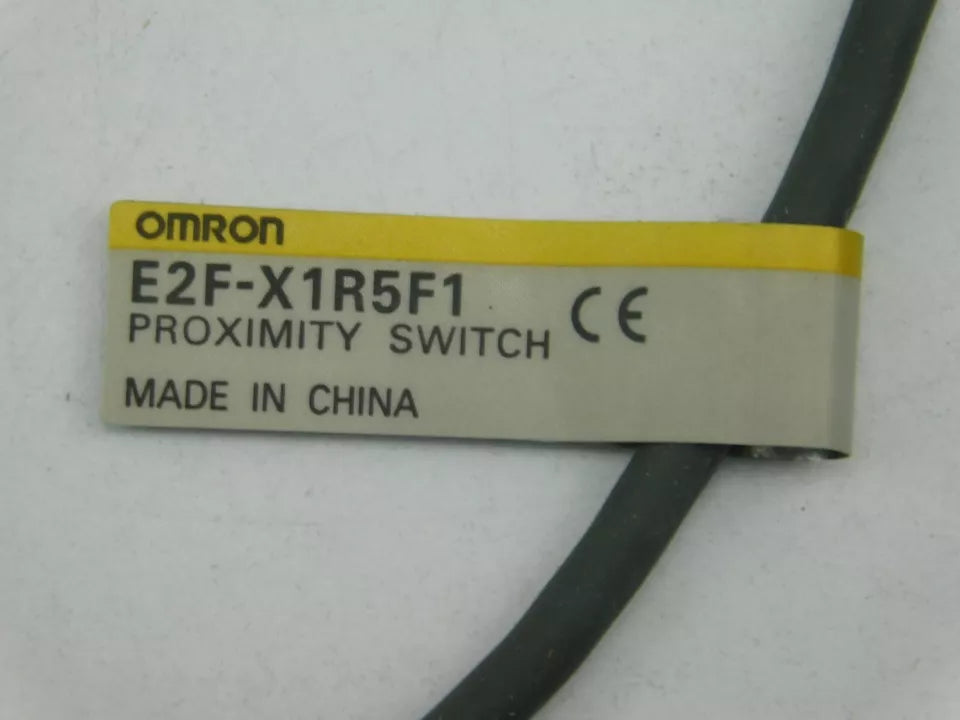 OMRON
E2F-X1R5F1 CE
PROXIMITY SWITCH
MADE IN CHINA